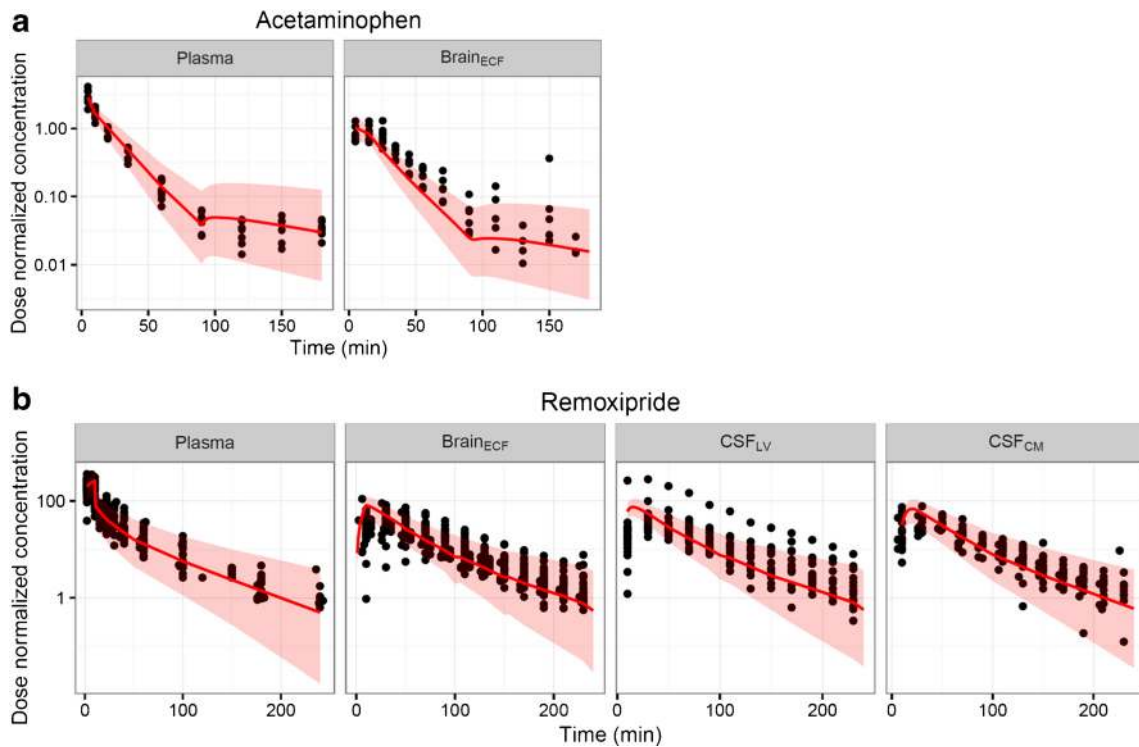 a
Acetaminophen
Plasma
BrainECF
Dose normalized concentration
1.00
0.10
0.01
0 50 100 150
0 50 100 150
Time (min)
b
Remoxipride
Plasma
BrainECF
CSFLV
CSFCM
Dose normalized concentration
100
1
0 100 200
0 100 200
0 100 200
0 100 200
Time (min)